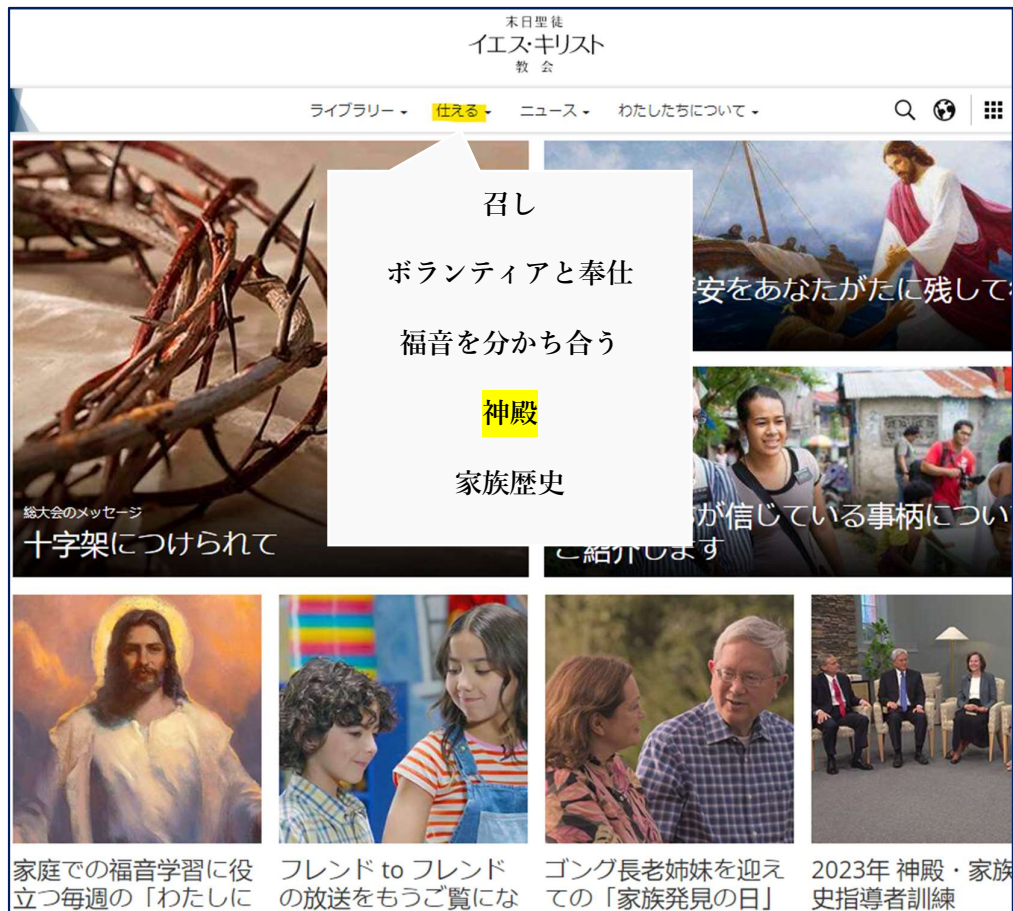 末日聖徒
イエス・キリスト
教 会
ライブラリー 仕える ニュース わたしたちについて
召し
ボランティアと奉仕
福音を分かち合う
神殿
家族歴史
安をあなたがたに残して
総大会のメッセージ
十字架につけられて
が信じている事柄につい
ご紹介します
家庭での福音学習に役
立つ毎週の「わたしに
フレンド to フレンド
の放送をもうご覧にな
ゴング長老姉妹を迎え
ての「家族発見の日」
2023年 神殿・家族
史指導者訓練